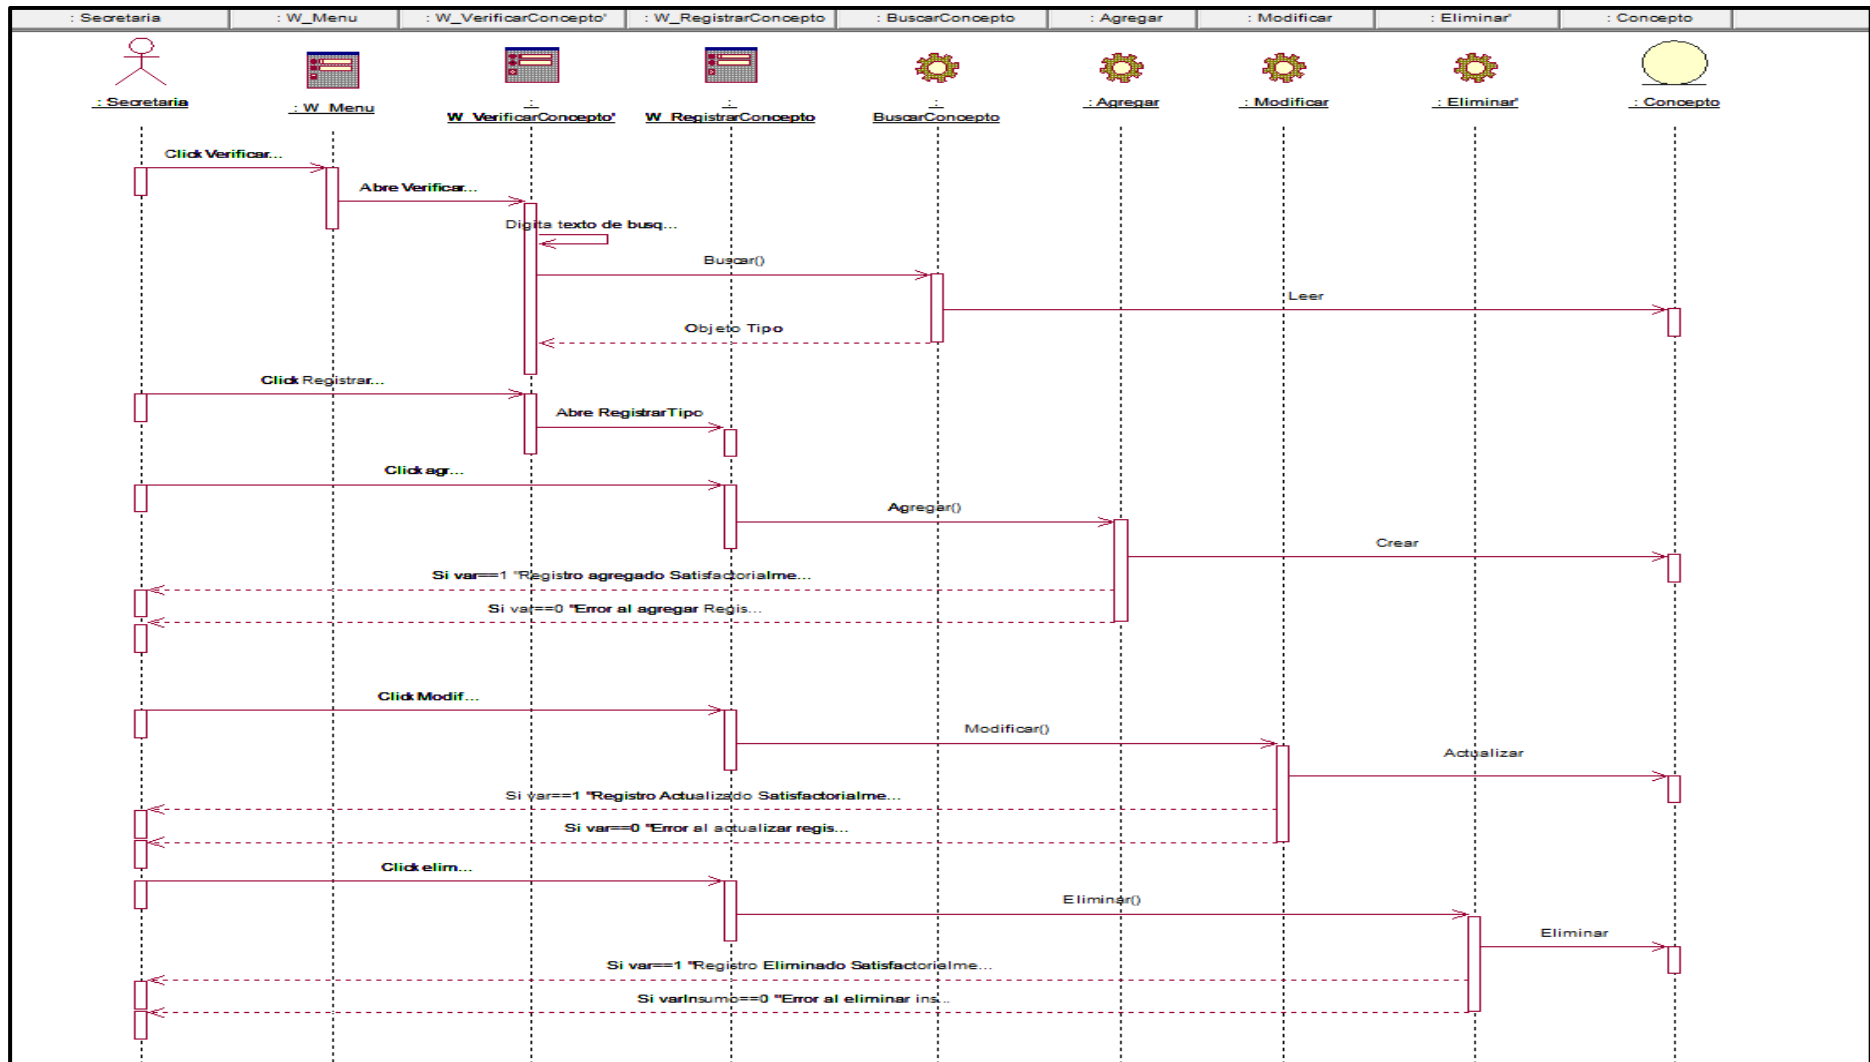 : Secretaria
: W_Menu
: W_VerificarConcepto'
: W_RegistrarConcepto
: BuscarConcepto
: Agregar
: Modificar
: Eliminar'
: Concepto
: Secretaria
: W_Menu
:
W_VerificarConcepto'
:
W_RegistrarConcepto
:
BuscarConcepto
: Agregar
: Modificar
: Eliminar'
: Concepto
Click Verificar...
Abre Verificar...
Digita texto de busq...
Buscar()
Leer
Objeto Tipo
Click Registrar...
Abre RegistrarTipo
Click agr...
Agregar()
Crear
Si var==1 "Registro agregado Satisfactorialme...
Si var==0 "Error al agregar Regis...
Click Modif...
Modificar()
Actualizar
Si var==1 "Registro Actualizado Satisfactorialme...
Si var==0 "Error al actualizar regis...
Click elim...
Eliminar()
Eliminar
Si var==1 "Registro Eliminado Satisfactorialme...
Si varInsumo==0 "Error al eliminar ins...